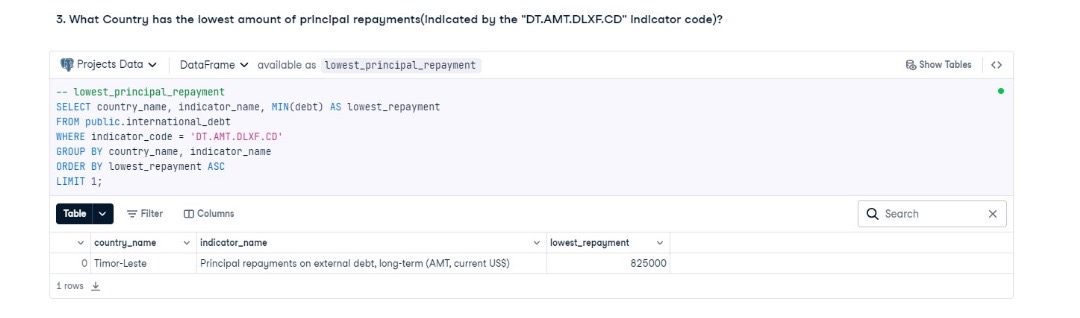 3. What Country has the lowest amount of principal repayments(indicated by the "DT.AMT.DLXF.CD" indicator code)?
Projects Data DataFrame available as lowest_principal_repayment Show Tables <>
-- lowest_principal_repayment
SELECT country_name, indicator_name, MIN(debt) AS lowest_repayment
FROM public.international_debt
WHERE indicator_code = 'DT.AMT.DLXF.CD'
GROUP BY country_name, indicator_name
ORDER BY lowest_repayment ASC
LIMIT 1;
Table Filter Columns Search
country_name indicator_name lowest_repayment
0 Timor-Leste Principal repayments on external debt, long-term (AMT, current US$) 825000
1 rows